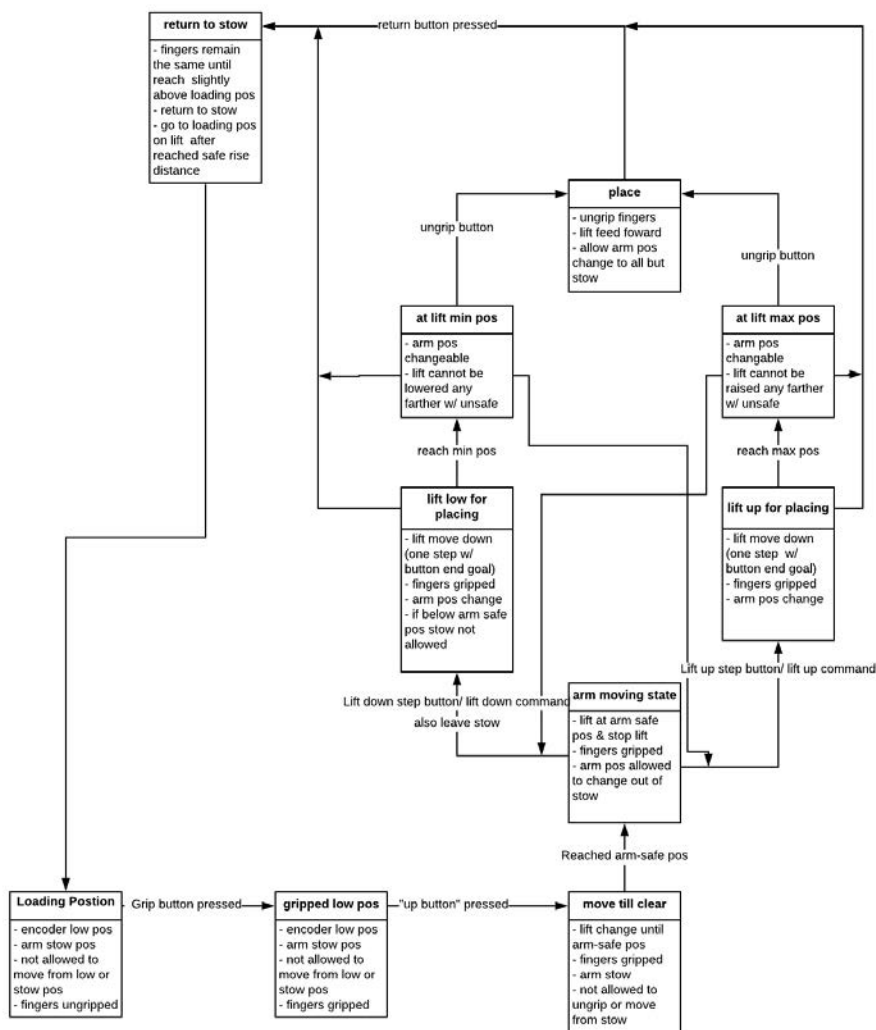 return to stow
- fingers remain
the same until
reach slightly
above loading pos
- return to stow
- go to loading pos
on lift after
reached safe rise
distance
return button pressed
place
- ungrip fingers
- lift feed foward
- allow arm pos
change to all but
stow
ungrip button
ungrip button
at lift min pos
- arm pos
changeable
- lift cannot be
lowered any
farther w/ unsafe
at lift max pos
- arm pos
changable
- lift cannot be
raised any farther
w/ unsafe
reach min pos
reach max pos
lift low for
placing
- lift move down
(one step w/
button end goal)
- fingers gripped
- arm pos change
- if below arm safe
pos stow not
allowed
lift up for placing
- lift move down
(one step w/
button end goal)
- fingers gripped
- arm pos change
Lift down step button/ lift down command
also leave stow
Lift up step button/ lift up command
arm moving state
- lift at arm safe
pos & stop lift
- fingers gripped
- arm pos allowed
to change out of
stow
Reached arm-safe pos
Loading Postion
- encoder low pos
- arm stow pos
- not allowed to
move from low or
stow pos
- fingers ungripped
Grip button pressed
gripped low pos
- encoder low pos
- arm stow pos
- not allowed to
move from low or
stow pos
- fingers gripped
"up button" pressed
move till clear
- lift change until
arm-safe pos
- fingers gripped
- arm stow
- not allowed to
ungrip or move
from stow